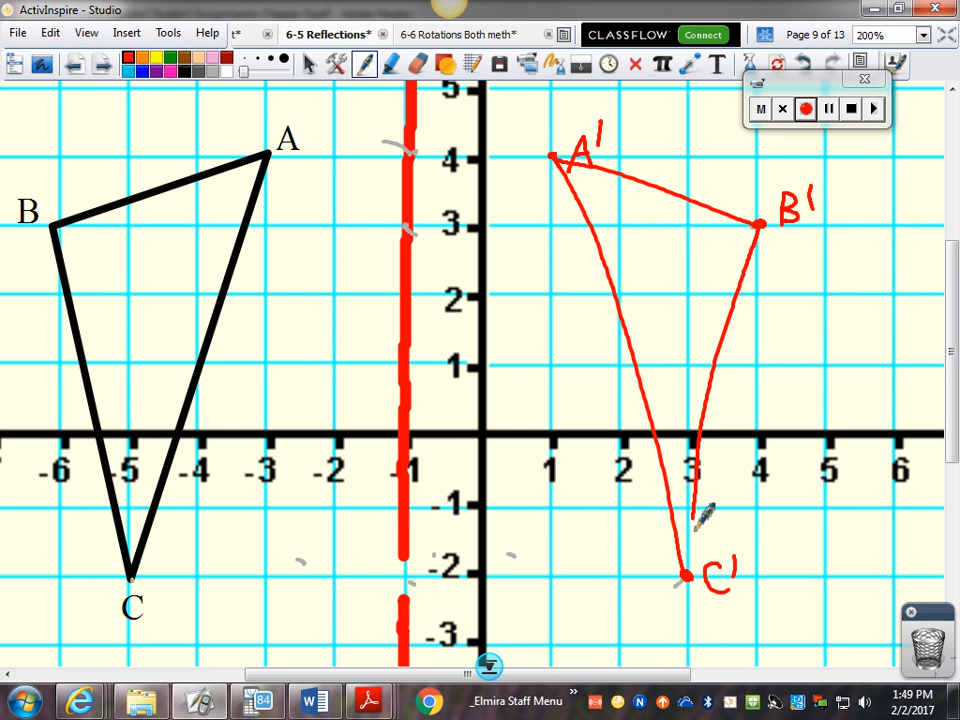 ActivInspire - Studio
File Edit View Insert Tools Help t* 6-5 Reflections* 6-6 Rotations Both meth* CLASSFLOW Connect Page 9 of 13 200%
M
5
A A'
4
B B'
3
2
1
-6 -5 -4 -3 -2 -1 1 2 3 4 5 6
-1
-2
C C'
-3
84 W _Elmira Staff Menu » 1:49 PM
2/2/2017